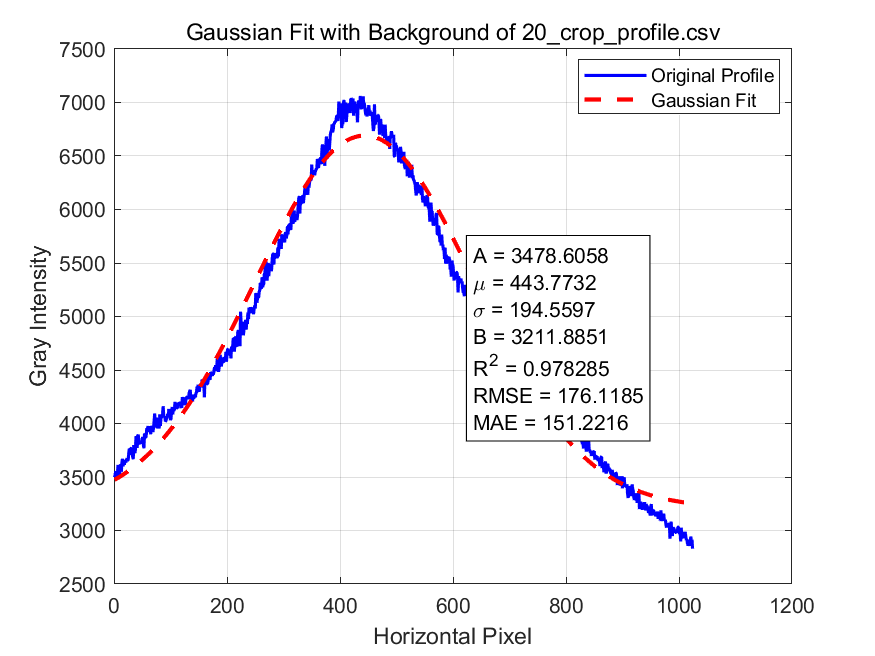 Gaussian Fit with Background of 20_crop_profile.csv
7500
7000
6500
6000
5500
5000
4500
4000
3500
3000
2500
Gray Intensity
Original Profile
Gaussian Fit
A = 3478.6058
μ = 443.7732
σ = 194.5597
B = 3211.8851
R² = 0.978285
RMSE = 176.1185
MAE = 151.2216
0 200 400 600 800 1000 1200
Horizontal Pixel